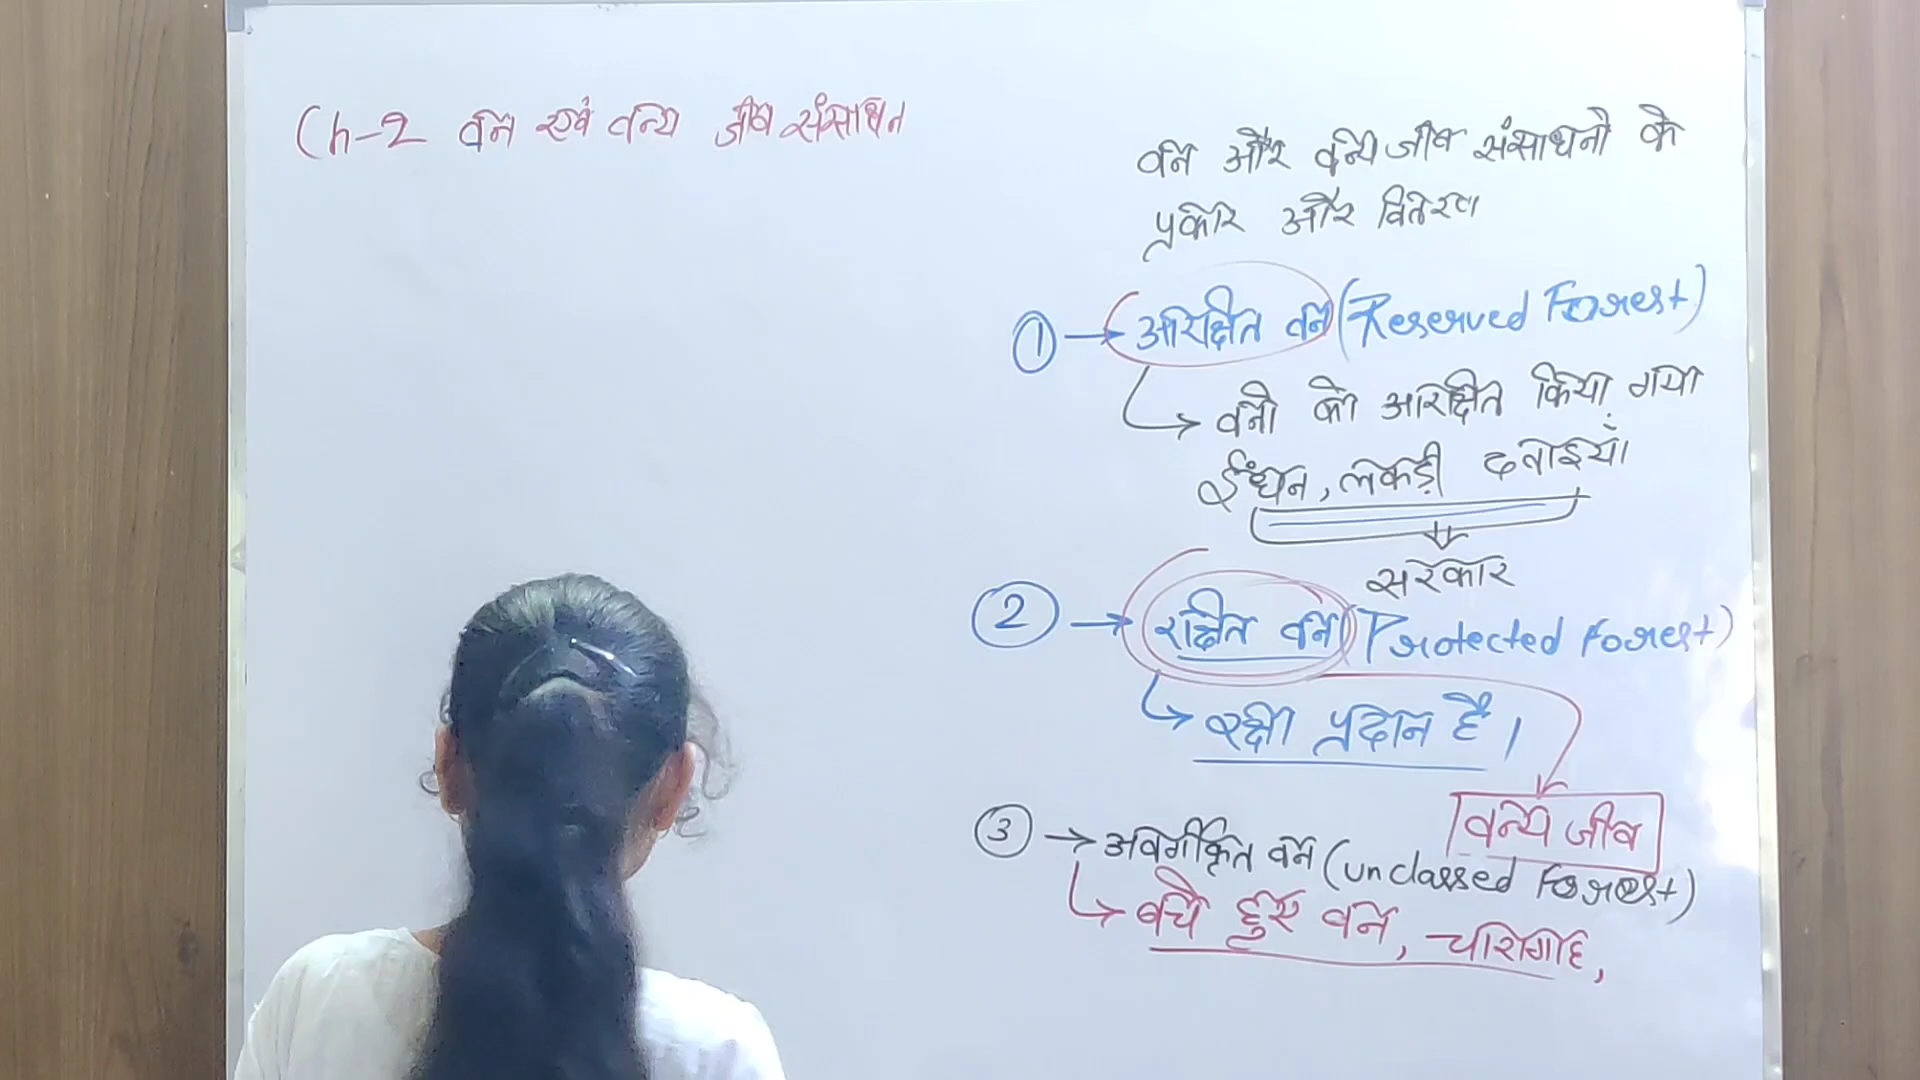 Ch-2 वन एवं वन्य जीव संसाधन
वन और वन्य जीव संसाधनो के
प्रकार और वितरण
① → आरक्षित वन (Reserved Forest)
↳ वनो को आरक्षित किया गया
ईंधन, लकड़ी दवाइयाँ
सरकार
② → रक्षित वन (Protected Forest)
↳ रक्षा प्रदान है।
वन्य जीव
③ → अवर्गीकृत वन (unclassed Forest)
↳ बचे हुए वन, चारागाह,